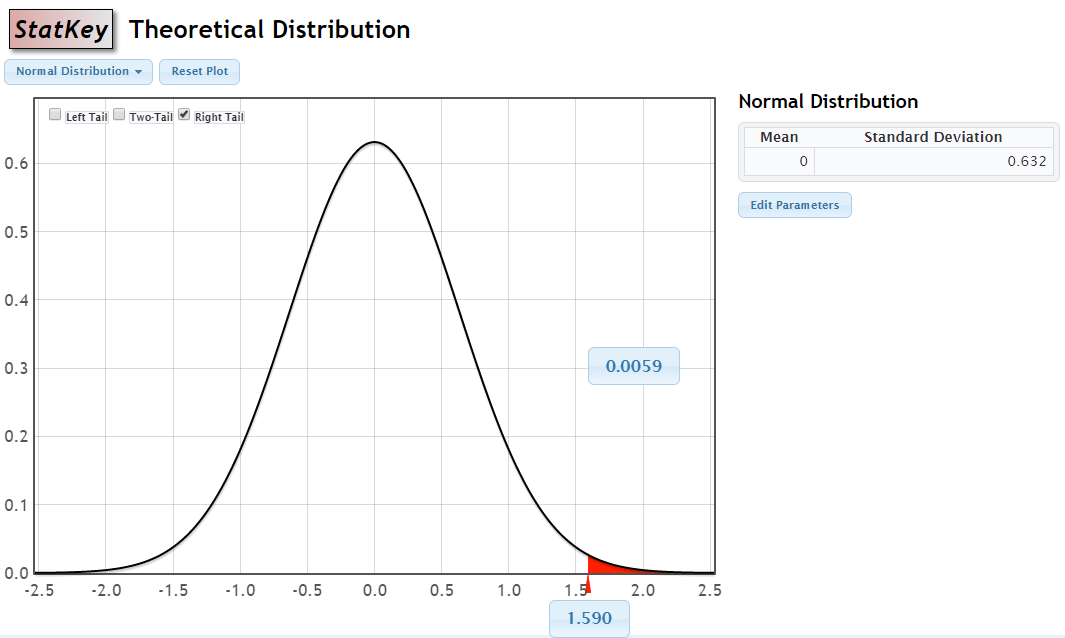 StatKey Theoretical Distribution
Normal Distribution Reset Plot
Left Tail Two-Tail Right Tail
0.6
0.5
0.4
0.3
0.2
0.1
0.0
-2.5 -2.0 -1.5 -1.0 -0.5 0.0 0.5 1.0 1.5 2.0 2.5
0.0059
1.590
Normal Distribution
Mean Standard Deviation
0 0.632
Edit Parameters